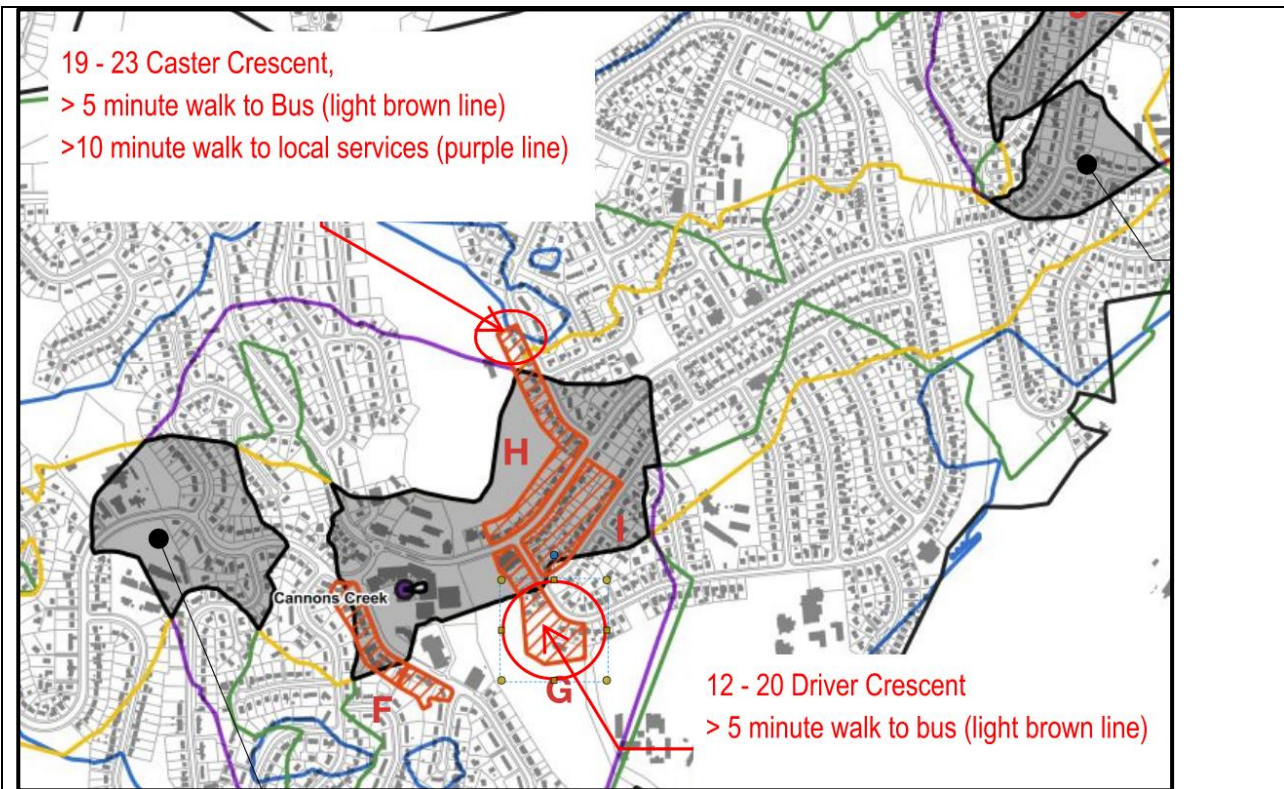 19 - 23 Caster Crescent,
> 5 minute walk to Bus (light brown line)
>10 minute walk to local services (purple line)
H
I
Cannons Creek
F
G
12 - 20 Driver Crescent
> 5 minute walk to bus (light brown line)